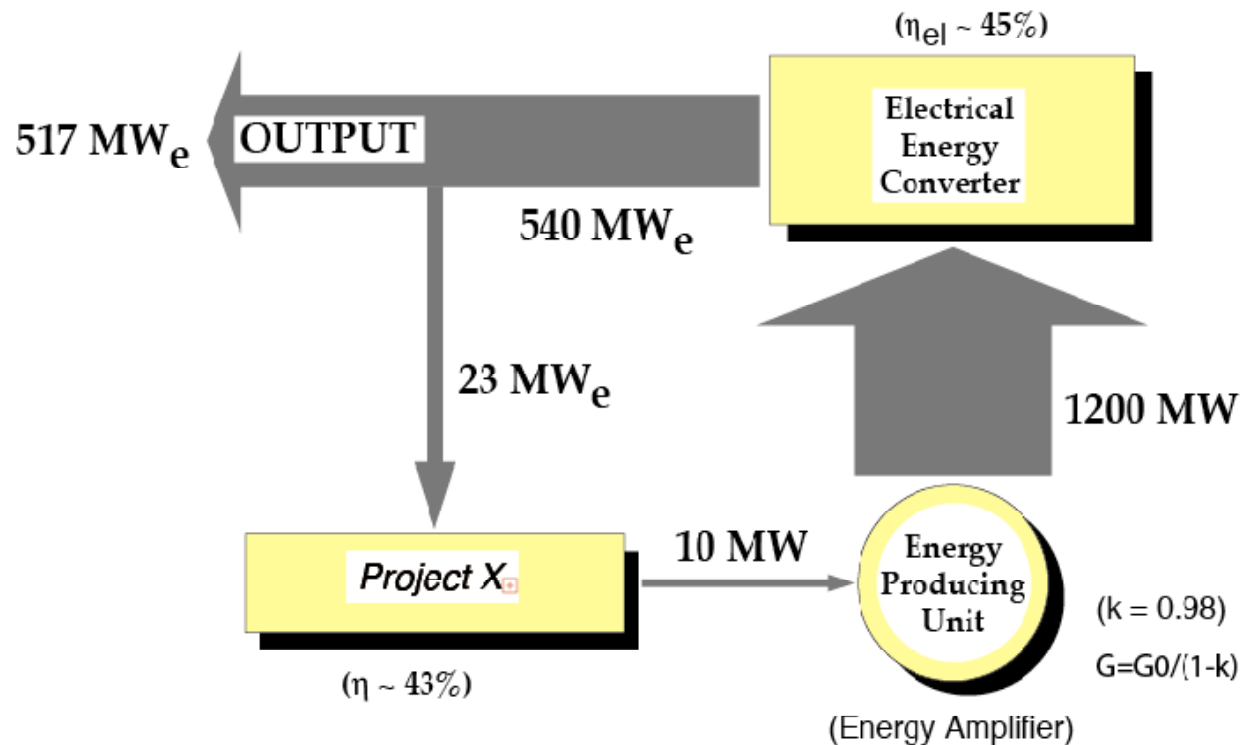 (ηel ~ 45%)
Electrical
Energy
Converter
517 MWe
OUTPUT
540 MWe
23 MWe
1200 MW
Project X
10 MW
Energy
Producing
Unit
(k = 0.98)
G=G0/(1-k)
(η ~ 43%)
(Energy Amplifier)